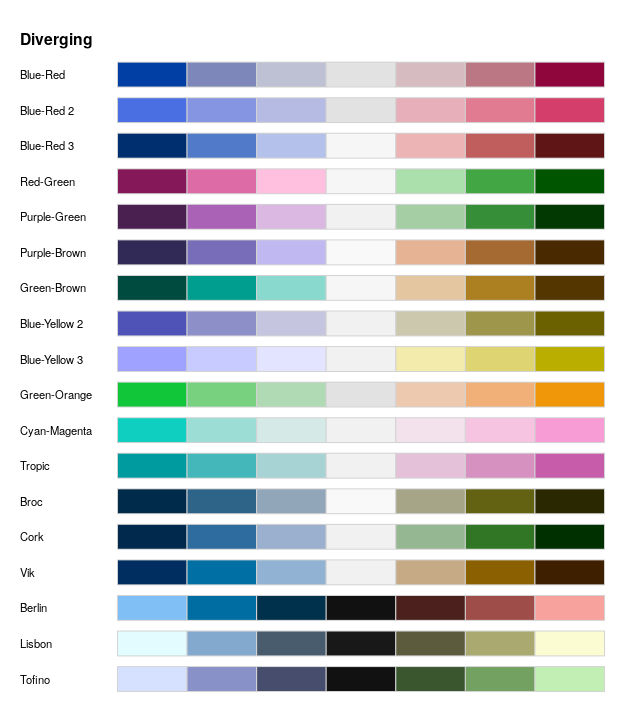 Diverging
Blue-Red
Blue-Red 2
Blue-Red 3
Red-Green
Purple-Green
Purple-Brown
Green-Brown
Blue-Yellow 2
Blue-Yellow 3
Green-Orange
Cyan-Magenta
Tropic
Broc
Cork
Vik
Berlin
Lisbon
Tofino